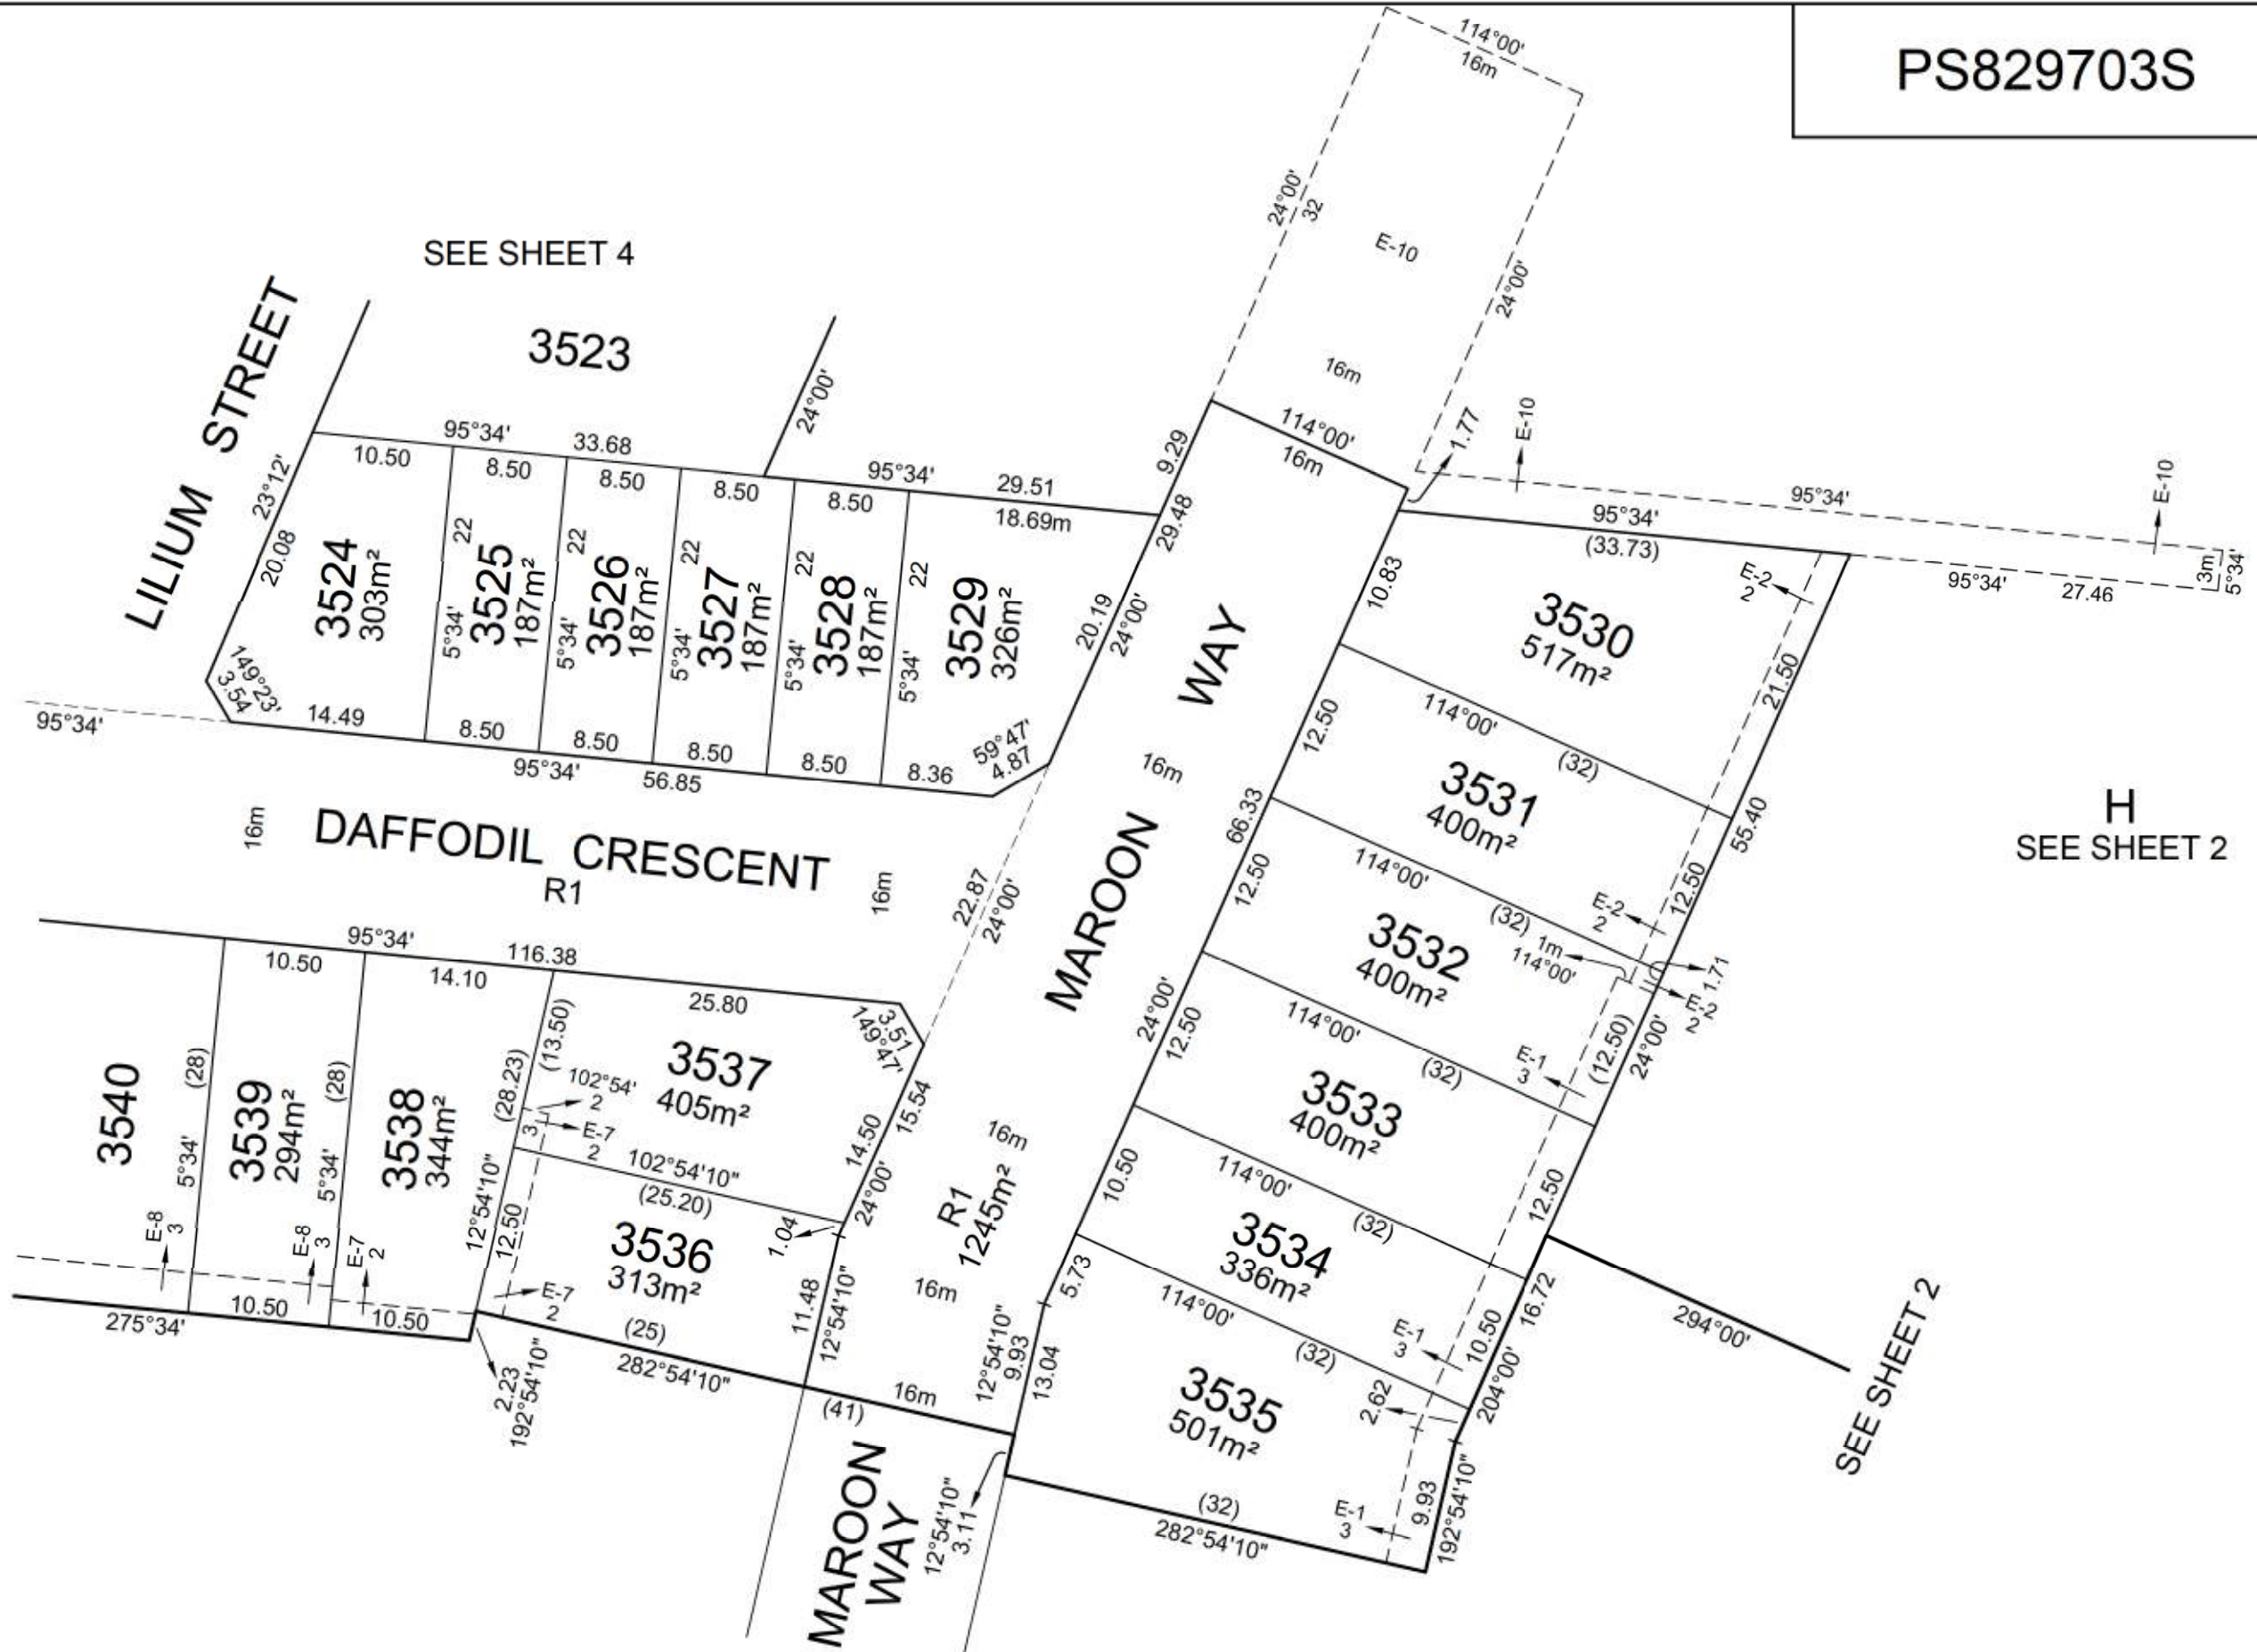 PS829703S
114°00'
16m
24°00'
32
E-10
24°00'
16m
SEE SHEET 4
LILIUM STREET
3523
24°00'
95°34'
33.68
10.50
8.50
8.50
8.50
8.50
95°34'
29.51
18.69m
9.29
29.48
114°00'
16m
1.77
E-10
95°34'
E-10
95°34'
(33.73)
3m
5°34'
95°34'
27.46
23°12'
20.08
3524
303m²
22
5°34'
3525
187m²
22
5°34'
3526
187m²
22
5°34'
3527
187m²
22
5°34'
3528
187m²
22
5°34'
3529
326m²
20.19
24°00'
149°23'
3.54
59°47'
4.87
95°34'
14.49
8.50
8.50
8.50
8.50
8.36
95°34'
56.85
10.83
E-2
2
3530
517m²
21.50
12.50
114°00'
(32)
MAROON WAY
16m
3531
400m²
66.33
55.40
H
SEE SHEET 2
16m
DAFFODIL CRESCENT
R1
16m
22.87
24°00'
12.50
114°00'
(32)
12.50
E-2
2
3532
400m²
1m
114°00'
1.71
E-2
2
24°00'
12.50
114°00'
(32)
(12.50)
24°00'
E-1
3
3533
400m²
95°34'
116.38
10.50
14.10
25.80
3.51
149°47'
3540
(28)
5°34'
3539
294m²
(28)
5°34'
3538
344m²
(13.50)
(28.23)
12°54'10"
102°54'
2
3
E-7
2
3537
405m²
14.50
15.54
24°00'
16m
R1
1245m²
102°54'10"
(25.20)
12.50
1.04
3536
313m²
11.48
12°54'10"
E-7
2
E-8
3
E-8
3
E-7
2
10.50
10.50
275°34'
2.23
192°54'10"
(25)
282°54'10"
16m
16m
(41)
10.50
114°00'
(32)
12.50
3534
336m²
16.72
10.50
E-1
3
204°00'
294°00'
SEE SHEET 2
5.73
12°54'10"
9.93
13.04
114°00'
(32)
2.62
3535
501m²
9.93
192°54'10"
E-1
3
(32)
282°54'10"
12°54'10"
3.11
MAROON
WAY